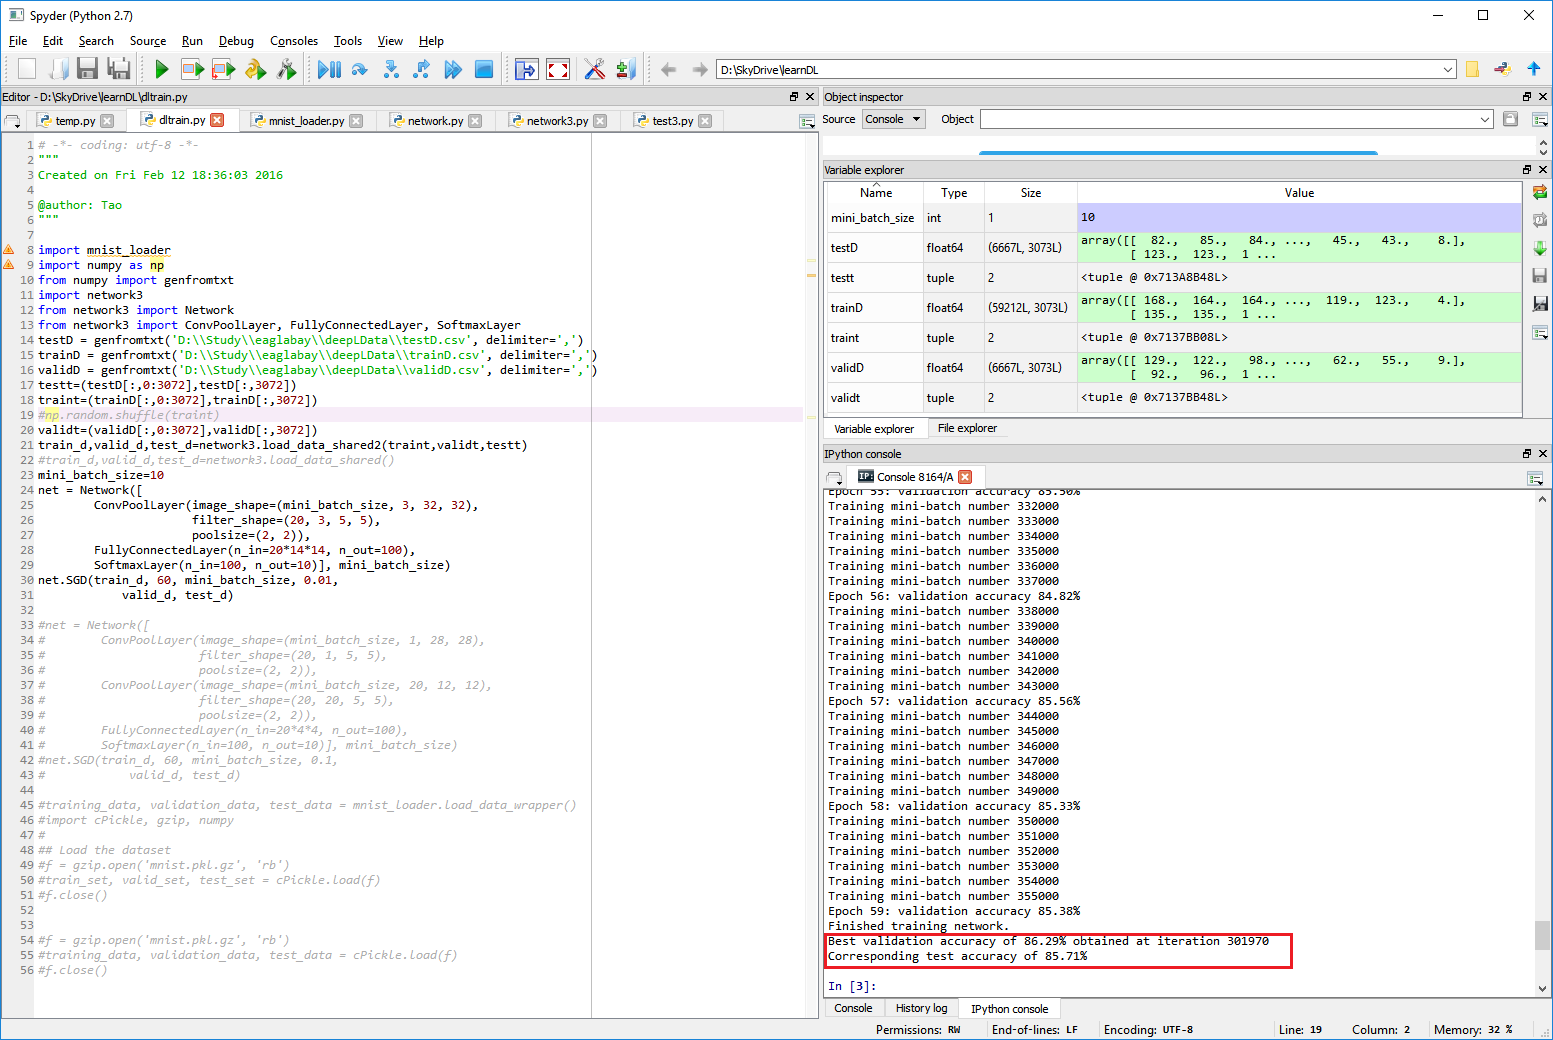 Spyder (Python 2.7)
File Edit Search Source Run Debug Consoles Tools View Help
D:\SkyDrive\learnDL
Editor - D:\SkyDrive\learnDL\dltrain.py
temp.py dltrain.py mnist_loader.py network.py network3.py test3.py
1 # -*- coding: utf-8 -*-
2 """
3 Created on Fri Feb 12 18:36:03 2016
4
5 @author: Tao
6 """
7
8 import mnist_loader
9 import numpy as np
10 from numpy import genfromtxt
11 import network3
12 from network3 import Network
13 from network3 import ConvPoolLayer, FullyConnectedLayer, SoftmaxLayer
14 testD = genfromtxt('D:\\Study\\eaglabay\\deepLData\\testD.csv', delimiter=',')
15 trainD = genfromtxt('D:\\Study\\eaglabay\\deepLData\\trainD.csv', delimiter=',')
16 validD = genfromtxt('D:\\Study\\eaglabay\\deepLData\\validD.csv', delimiter=',')
17 testt=(testD[:,0:3072],testD[:,3072])
18 traint=(trainD[:,0:3072],trainD[:,3072])
19 #np.random.shuffle(traint)
20 validt=(validD[:,0:3072],validD[:,3072])
21 train_d,valid_d,test_d=network3.load_data_shared2(traint,validt,testt)
22 #train_d,valid_d,test_d=network3.load_data_shared()
23 mini_batch_size=10
24 net = Network([
25 ConvPoolLayer(image_shape=(mini_batch_size, 3, 32, 32),
26 filter_shape=(20, 3, 5, 5),
27 poolsize=(2, 2)),
28 FullyConnectedLayer(n_in=20*14*14, n_out=100),
29 SoftmaxLayer(n_in=100, n_out=10)], mini_batch_size)
30 net.SGD(train_d, 60, mini_batch_size, 0.01,
31 valid_d, test_d)
32
33 #net = Network([
34 # ConvPoolLayer(image_shape=(mini_batch_size, 1, 28, 28),
35 # filter_shape=(20, 1, 5, 5),
36 # poolsize=(2, 2)),
37 # ConvPoolLayer(image_shape=(mini_batch_size, 20, 12, 12),
38 # filter_shape=(20, 20, 5, 5),
39 # poolsize=(2, 2)),
40 # FullyConnectedLayer(n_in=20*4*4, n_out=100),
41 # SoftmaxLayer(n_in=100, n_out=10)], mini_batch_size)
42 #net.SGD(train_d, 60, mini_batch_size, 0.1,
43 # valid_d, test_d)
44
45 #training_data, validation_data, test_data = mnist_loader.load_data_wrapper()
46 #import cPickle, gzip, numpy
47 #
48 ## Load the dataset
49 #f = gzip.open('mnist.pkl.gz', 'rb')
50 #train_set, valid_set, test_set = cPickle.load(f)
51 #f.close()
52
53
54 #f = gzip.open('mnist.pkl.gz', 'rb')
55 #training_data, validation_data, test_data = cPickle.load(f)
56 #f.close()
Object inspector
Source Console Object
Variable explorer
Name Type Size Value
mini_batch_size int 1 10
testD float64 (6667L, 3073L) array([[ 82., 85., 84., ..., 45., 43., 8.],
[ 123., 123., 1 ...
testt tuple 2 <tuple @ 0x713A8B48L>
trainD float64 (59212L, 3073L) array([[ 168., 164., 164., ..., 119., 123., 4.],
[ 135., 135., 1 ...
traint tuple 2 <tuple @ 0x7137BB08L>
validD float64 (6667L, 3073L) array([[ 129., 122., 98., ..., 62., 55., 9.],
[ 92., 96., 1 ...
validt tuple 2 <tuple @ 0x7137BB48L>
Variable explorer File explorer
IPython console
IP: Console 8164/A
Epoch 55: validation accuracy 85.50%
Training mini-batch number 332000
Training mini-batch number 333000
Training mini-batch number 334000
Training mini-batch number 335000
Training mini-batch number 336000
Training mini-batch number 337000
Epoch 56: validation accuracy 84.82%
Training mini-batch number 338000
Training mini-batch number 339000
Training mini-batch number 340000
Training mini-batch number 341000
Training mini-batch number 342000
Training mini-batch number 343000
Epoch 57: validation accuracy 85.56%
Training mini-batch number 344000
Training mini-batch number 345000
Training mini-batch number 346000
Training mini-batch number 347000
Training mini-batch number 348000
Training mini-batch number 349000
Epoch 58: validation accuracy 85.33%
Training mini-batch number 350000
Training mini-batch number 351000
Training mini-batch number 352000
Training mini-batch number 353000
Training mini-batch number 354000
Training mini-batch number 355000
Epoch 59: validation accuracy 85.38%
Finished training network.
Best validation accuracy of 86.29% obtained at iteration 301970
Corresponding test accuracy of 85.71%
In [3]:
Console History log IPython console
Permissions: RW End-of-lines: LF Encoding: UTF-8 Line: 19 Column: 2 Memory: 32 %